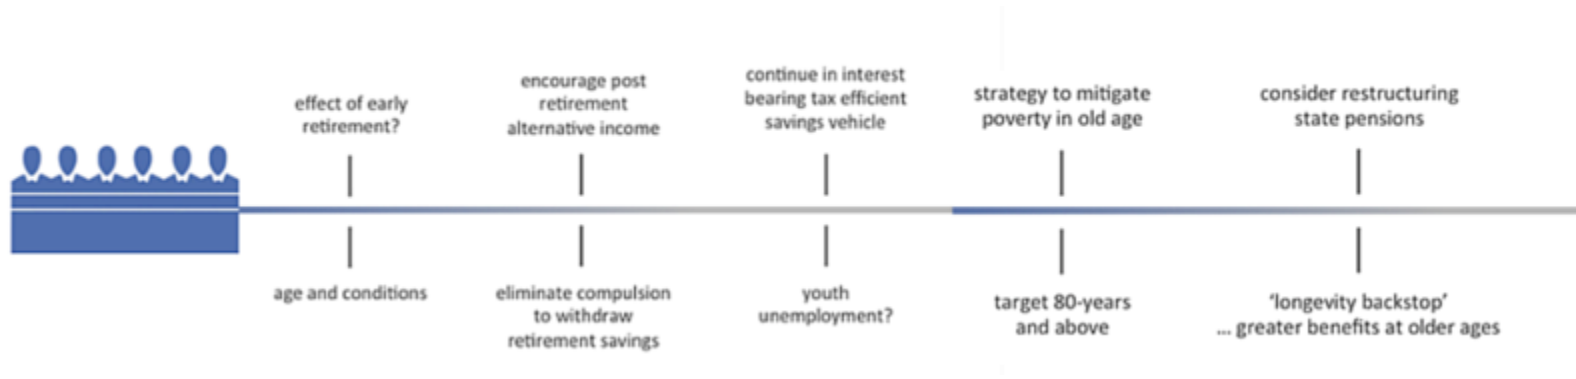 effect of early
retirement?
encourage post
retirement
alternative income
continue in interest
bearing tax efficient
savings vehicle
strategy to mitigate
poverty in old age
consider restructuring
state pensions
age and conditions
eliminate compulsion
to withdraw
retirement savings
youth
unemployment?
target 80-years
and above
‘longevity backstop’
... greater benefits at older ages